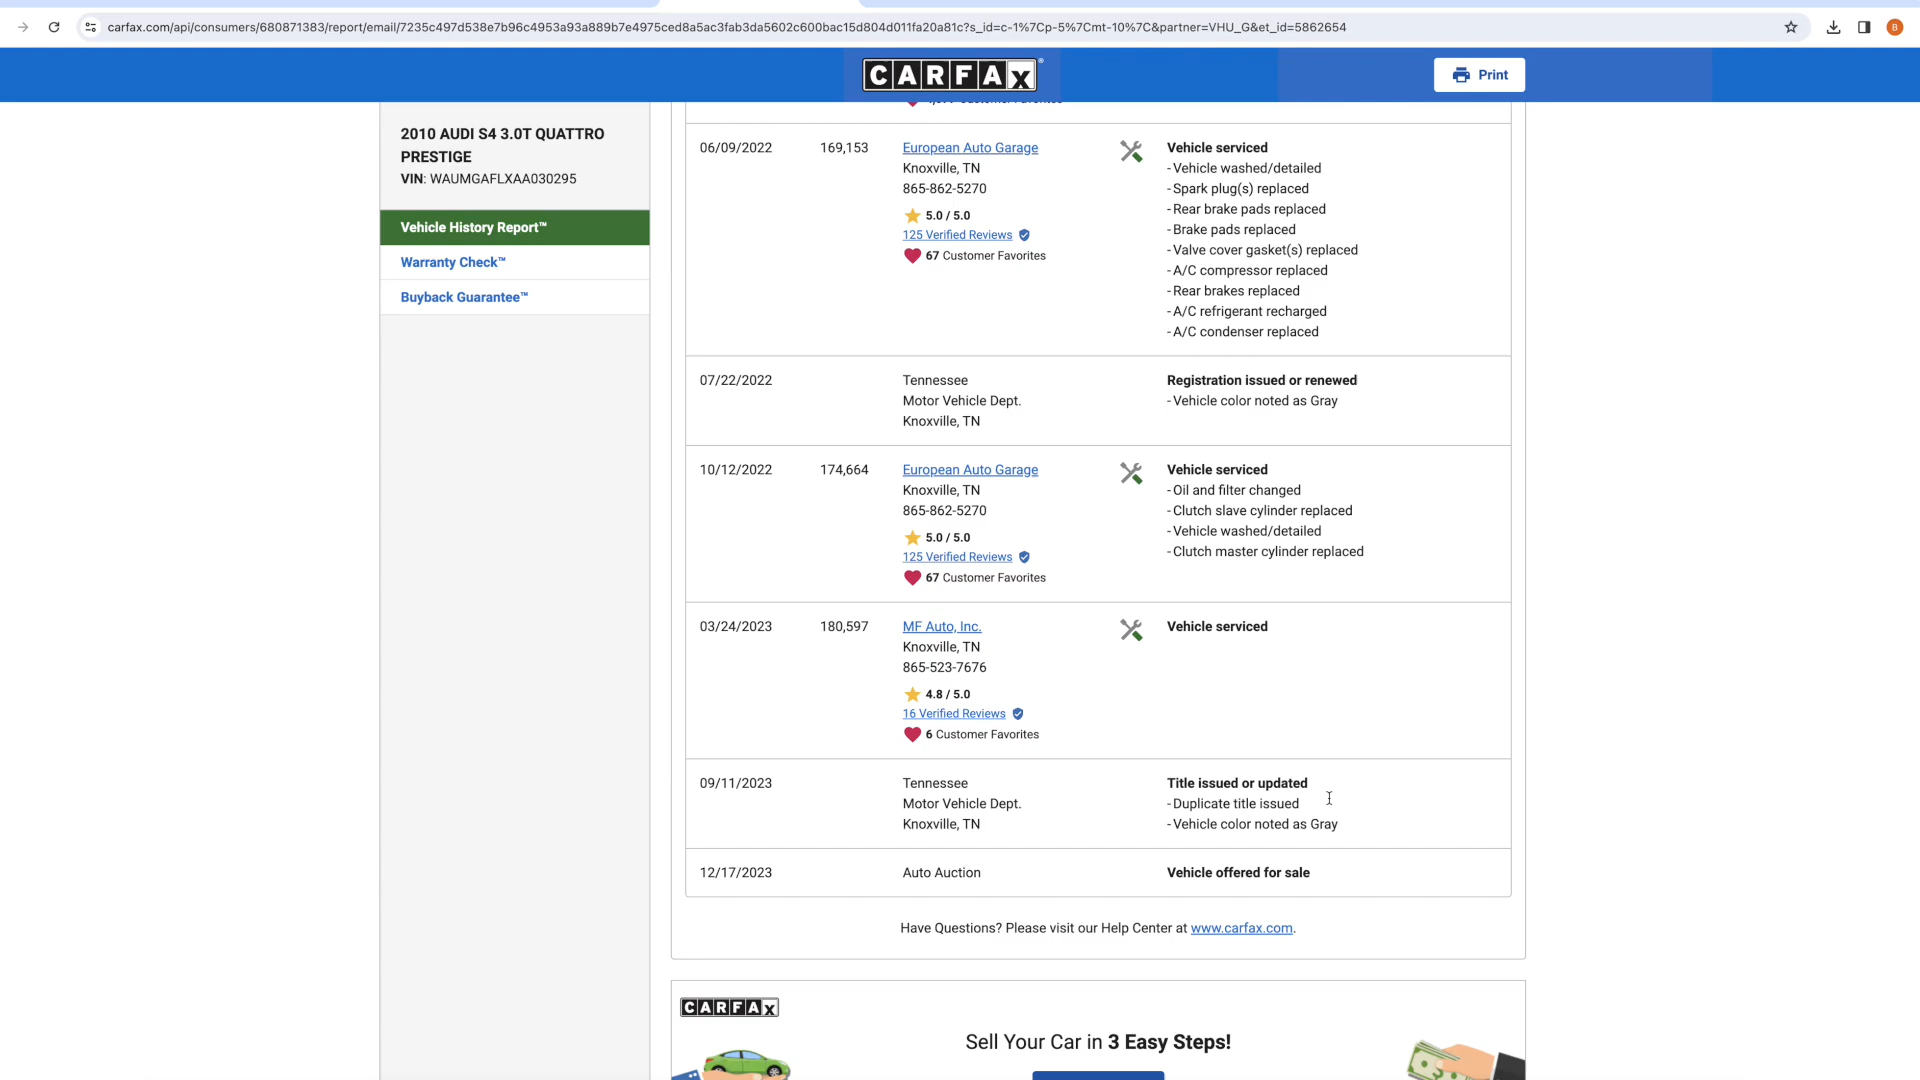 carfax.com/api/consumers/680871383/report/email/7235c497d538e7b96c4953a93a889b7e4975ced8a5ac3fab3da5602c600bac15d804d011fa20a81c?s_id=c-1%7Cp-5%7Cmt-10%7C&partner=VHU_G&et_id=5862654
B
CARFAX
Print
2010 AUDI S4 3.0T QUATTRO
PRESTIGE
VIN: WAUMGAFLXAA030295
Vehicle History Report™
Warranty Check™
Buyback Guarantee™
06/09/2022 169,153 European Auto Garage Vehicle serviced
Knoxville, TN - Vehicle washed/detailed
865-862-5270 - Spark plug(s) replaced
5.0 / 5.0 - Rear brake pads replaced
125 Verified Reviews - Brake pads replaced
67 Customer Favorites - Valve cover gasket(s) replaced
- A/C compressor replaced
- Rear brakes replaced
- A/C refrigerant recharged
- A/C condenser replaced
07/22/2022 Tennessee Registration issued or renewed
Motor Vehicle Dept. - Vehicle color noted as Gray
Knoxville, TN
10/12/2022 174,664 European Auto Garage Vehicle serviced
Knoxville, TN - Oil and filter changed
865-862-5270 - Clutch slave cylinder replaced
5.0 / 5.0 - Vehicle washed/detailed
125 Verified Reviews - Clutch master cylinder replaced
67 Customer Favorites
03/24/2023 180,597 MF Auto, Inc. Vehicle serviced
Knoxville, TN
865-523-7676
4.8 / 5.0
16 Verified Reviews
6 Customer Favorites
09/11/2023 Tennessee Title issued or updated
Motor Vehicle Dept. - Duplicate title issued
Knoxville, TN - Vehicle color noted as Gray
12/17/2023 Auto Auction Vehicle offered for sale
Have Questions? Please visit our Help Center at www.carfax.com.
CARFAX
Sell Your Car in 3 Easy Steps!